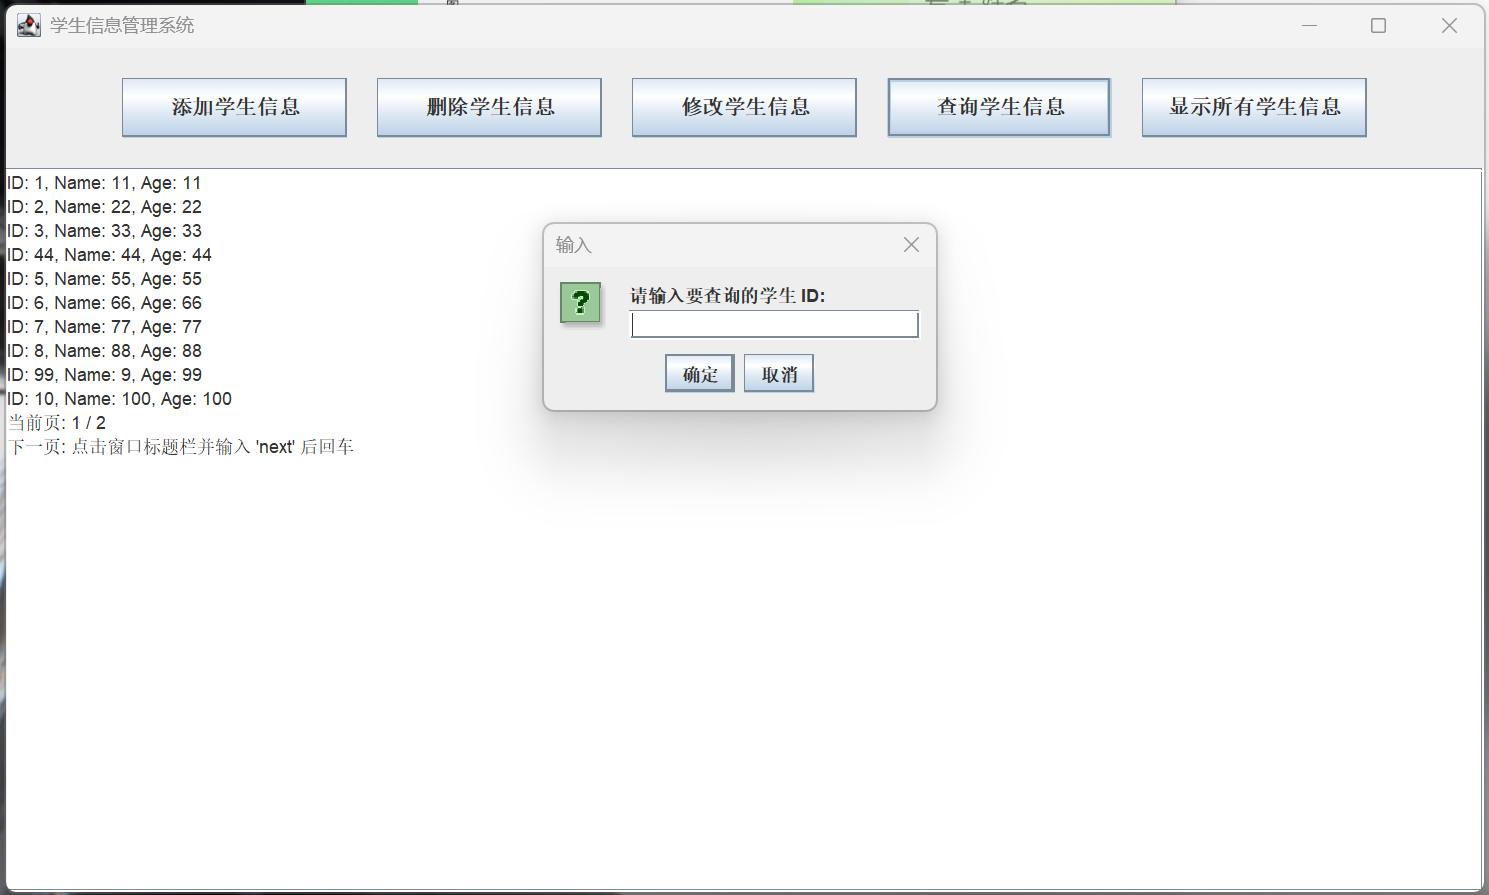 学生信息管理系统
添加学生信息
删除学生信息
修改学生信息
查询学生信息
显示所有学生信息
ID: 1, Name: 11, Age: 11
ID: 2, Name: 22, Age: 22
ID: 3, Name: 33, Age: 33
ID: 44, Name: 44, Age: 44
ID: 5, Name: 55, Age: 55
ID: 6, Name: 66, Age: 66
ID: 7, Name: 77, Age: 77
ID: 8, Name: 88, Age: 88
ID: 99, Name: 9, Age: 99
ID: 10, Name: 100, Age: 100
当前页: 1 / 2
下一页: 点击窗口标题栏并输入 'next' 后回车
输入
请输入要查询的学生 ID:
确定
取消